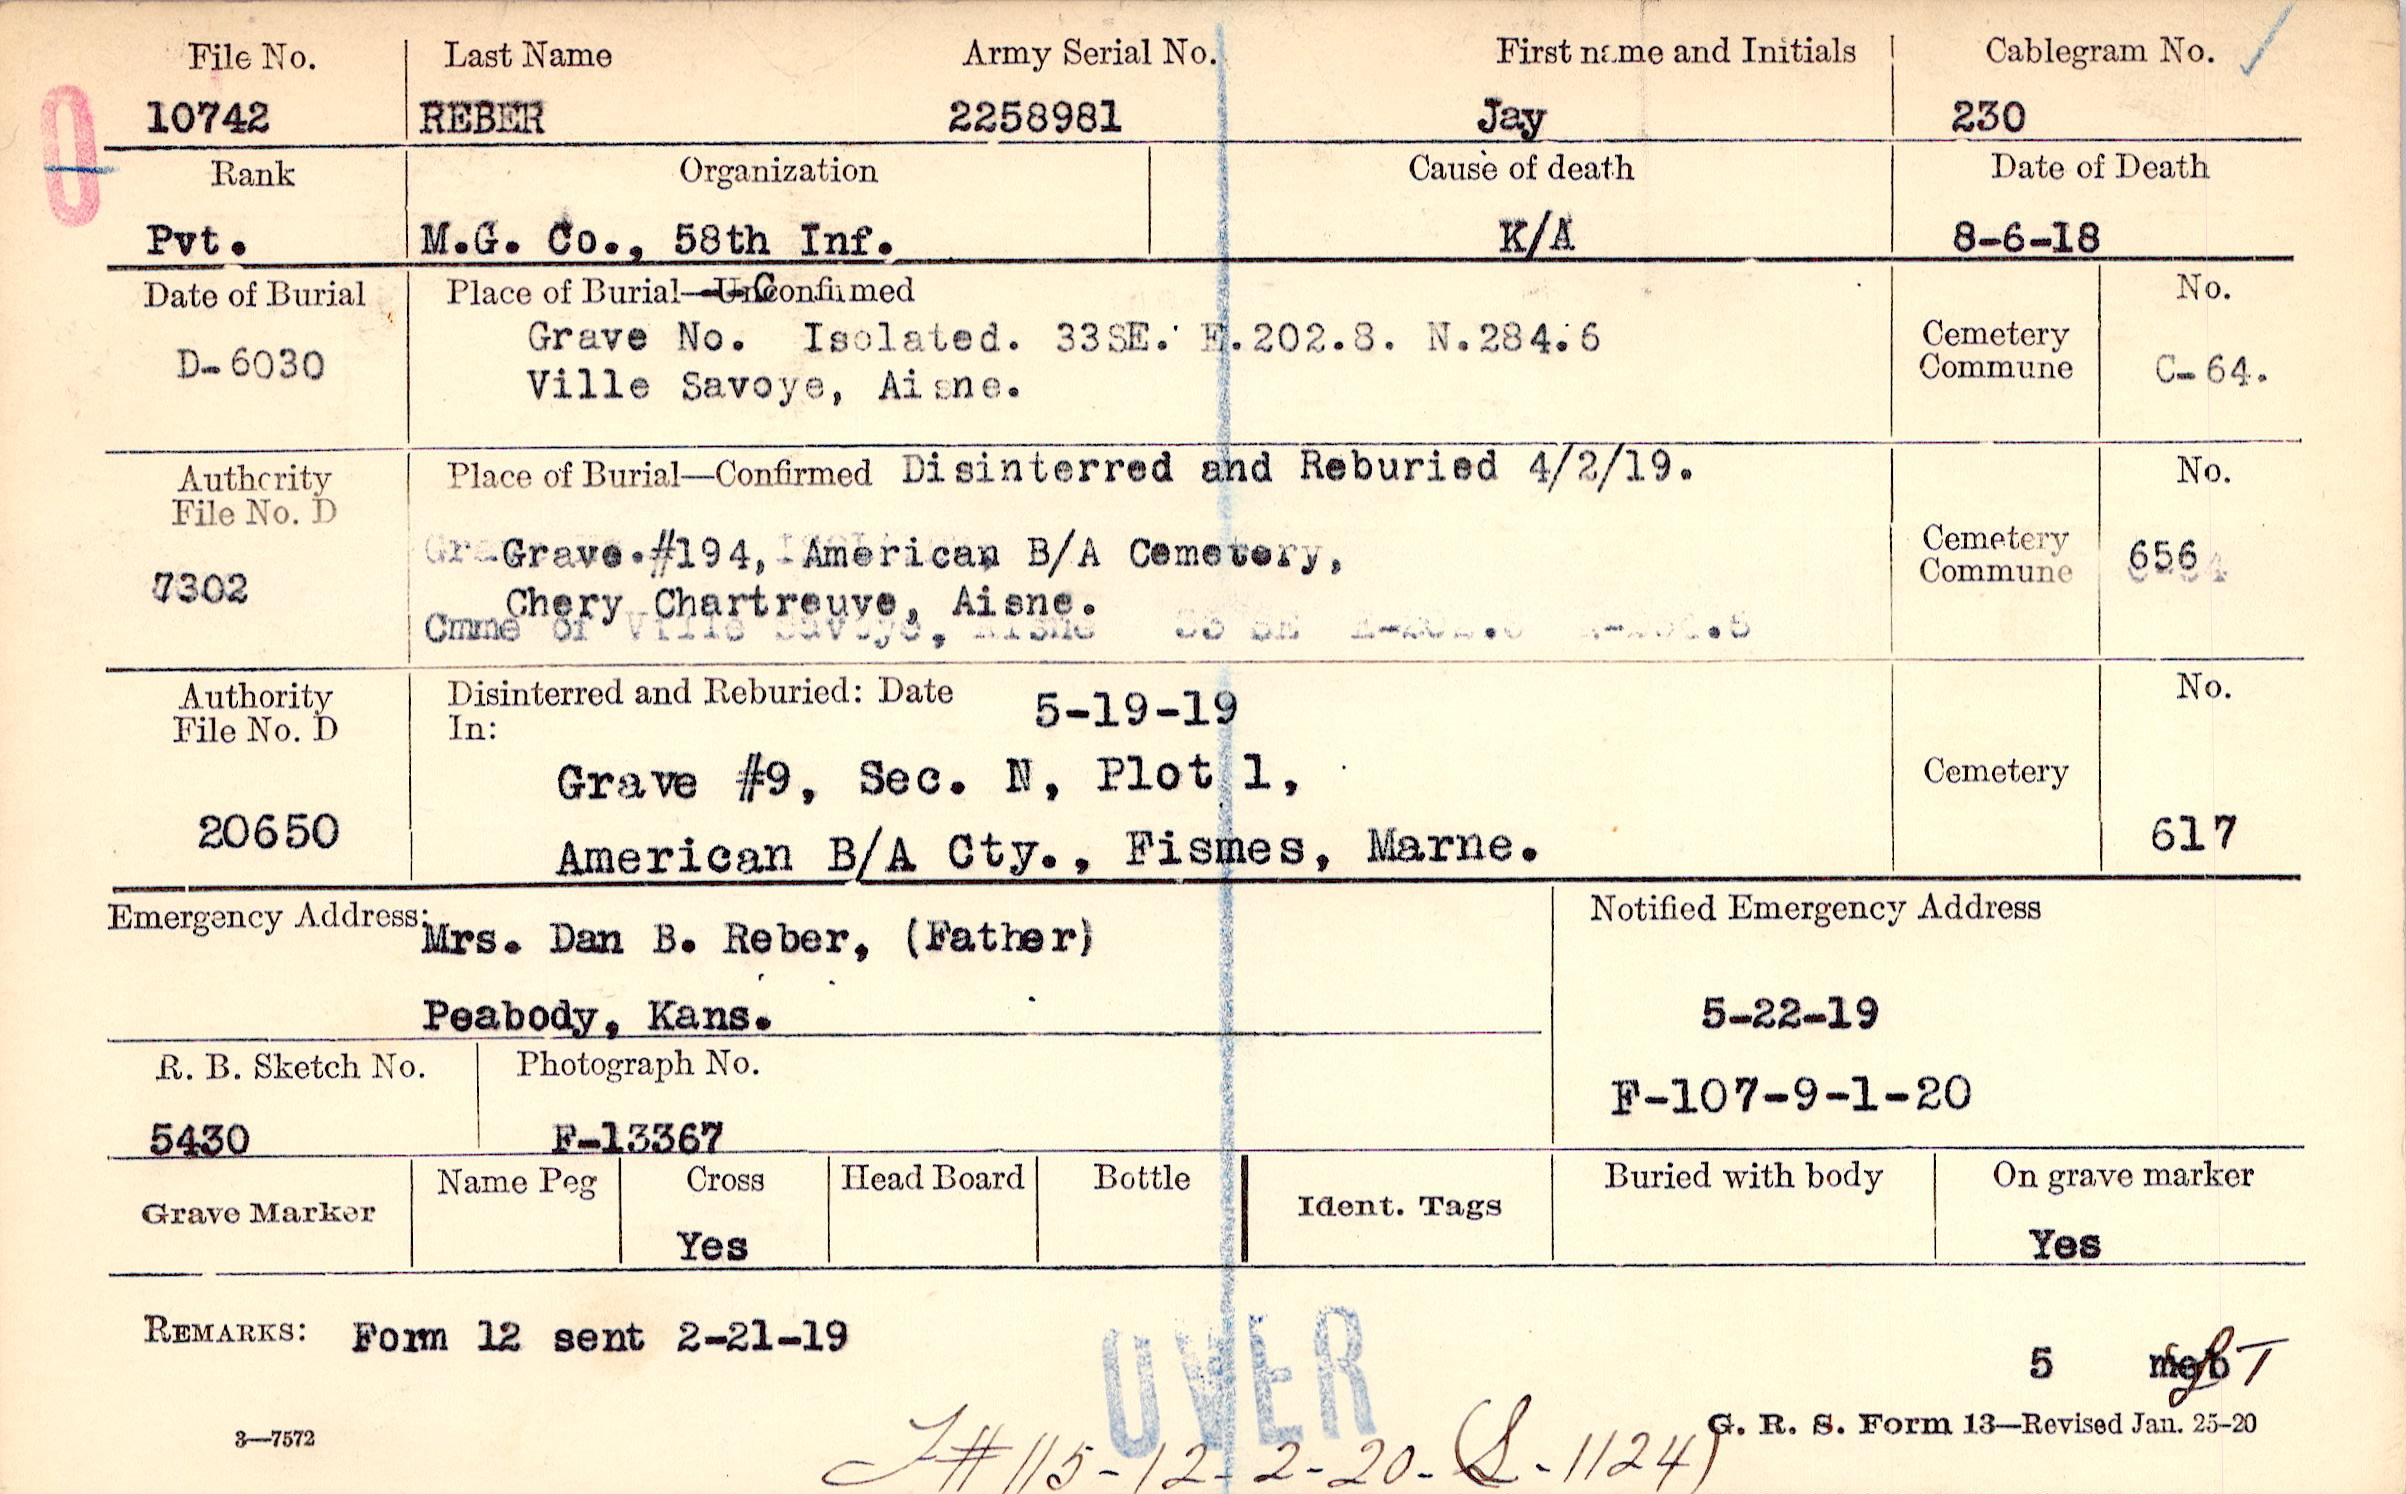 File No. Last Name Army Serial No. First name and Initials Cablegram No.
10742 REBER 2258981 Jay 230
Rank Organization Cause of death Date of Death
Pvt. M.G. Co., 58th Inf. K/A 8-6-18
Date of Burial Place of Burial—Unconfirmed No.
D-6030 Grave No. Isolated. 33SE. E.202.8. N.284.6 Cemetery
Ville Savoye, Aisne. Commune C-64.
Authority Place of Burial—Confirmed Disinterred and Reburied 4/2/19. No.
File No. D
7302 Grave.#194, American B/A Cemetery, Cemetery 656
Chery Chartreuve, Aisne. Commune
Cmme of Ville Savoye, Aisne 33 SE
Authority Disinterred and Reburied: Date 5-19-19 No.
File No. D In:
Grave #9, Sec. N, Plot 1, Cemetery
20650 American B/A Cty., Fismes, Marne. 617
Emergency Address: Mrs. Dan B. Reber, (Father) Notified Emergency Address
Peabody, Kans. 5-22-19
R. B. Sketch No. Photograph No. F-107-9-1-20
5430 F-13367
Grave Marker Name Peg Cross Head Board Bottle Ident. Tags Buried with body On grave marker
Yes Yes
REMARKS: Form 12 sent 2-21-19 5
OVER
3—7572 G. R. S. Form 13—Revised Jan. 25-20
#115-12-2-20-(S-1124)